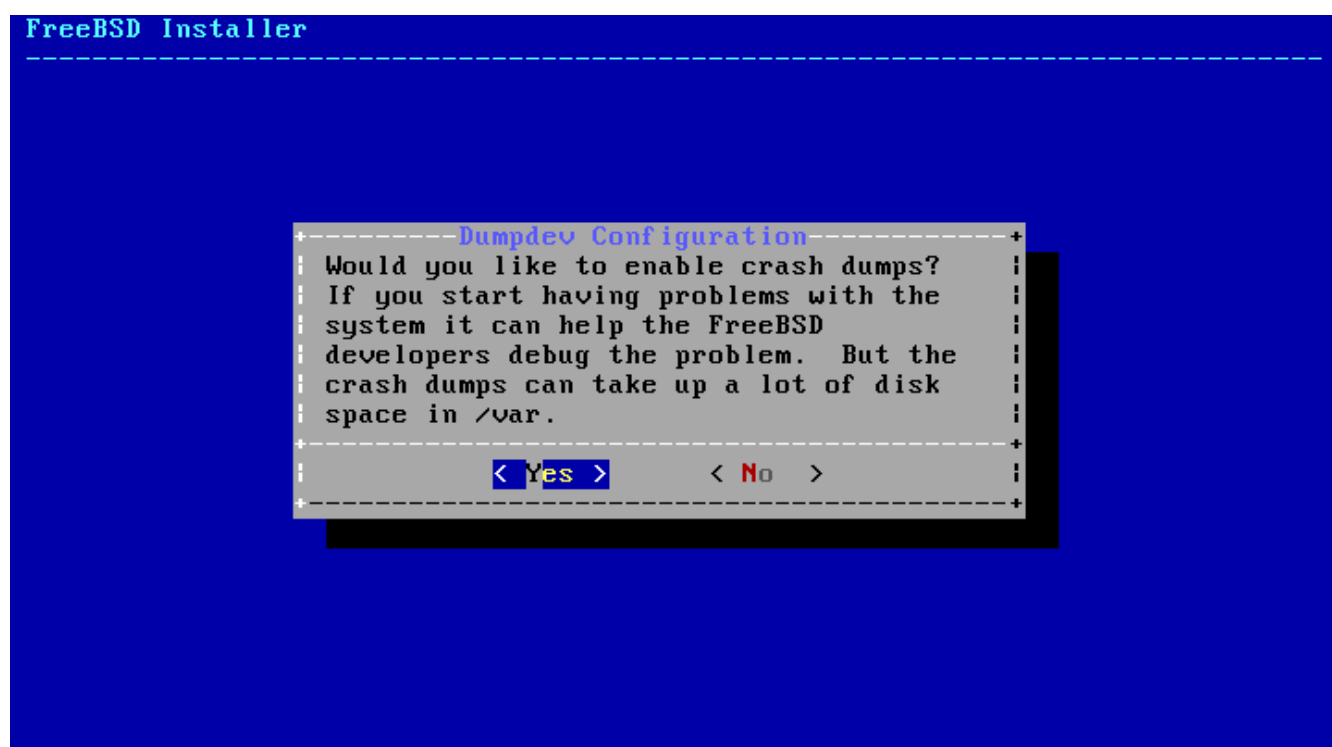 FreeBSD Installer
Dumpdev Configuration
Would you like to enable crash dumps?
If you start having problems with the
system it can help the FreeBSD
developers debug the problem.  But the
crash dumps can take up a lot of disk
space in /var.
< Yes > < No >